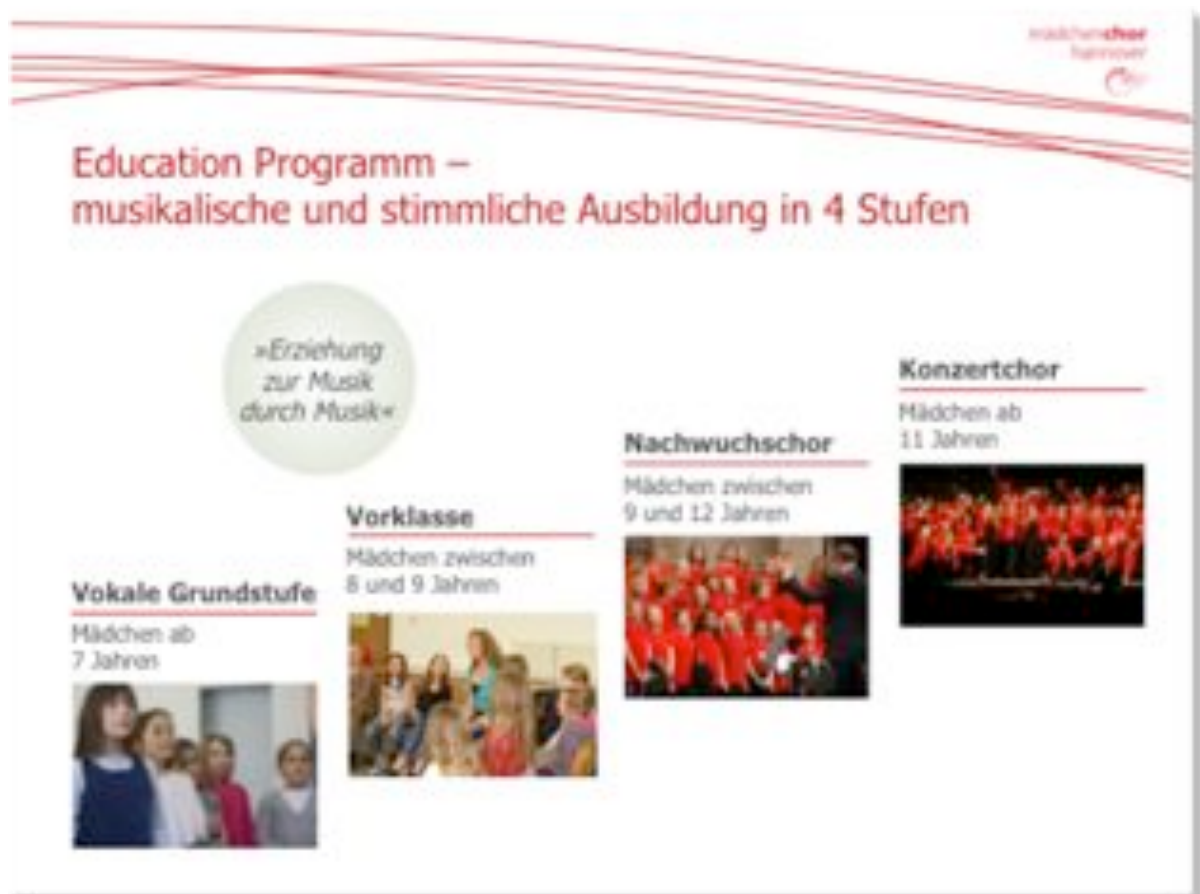 mädchenchor
hannover
Education Programm –
musikalische und stimmliche Ausbildung in 4 Stufen
»Erziehung
zur Musik
durch Musik«
Vokale Grundstufe
Mädchen ab
7 Jahren
Vorklasse
Mädchen zwischen
8 und 9 Jahren
Nachwuchschor
Mädchen zwischen
9 und 12 Jahren
Konzertchor
Mädchen ab
11 Jahren